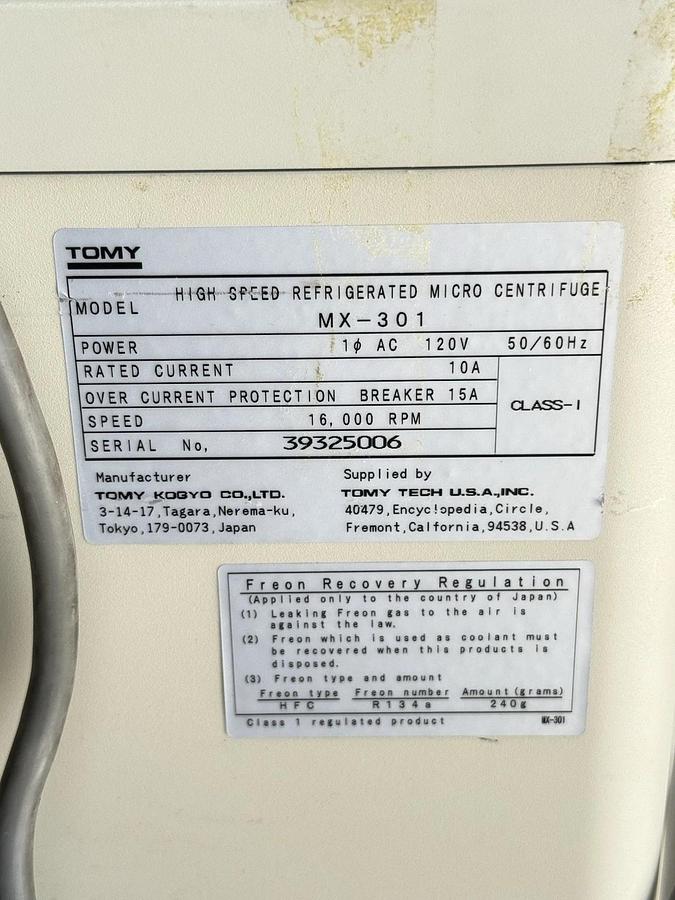 TOMY
MODEL HIGH SPEED REFRIGERATED MICRO CENTRIFUGE
MX-301
POWER 1ϕ AC 120V 50/60Hz
RATED CURRENT 10A
OVER CURRENT PROTECTION BREAKER 15A
CLASS-I
SPEED 16,000 RPM
SERIAL No, 39325006
Manufacturer
TOMY KOGYO CO.,LTD.
3-14-17,Tagara,Nerema-ku,
Tokyo,179-0073,Japan
Supplied by
TOMY TECH U.S.A.,INC.
40479,Encyclopedia,Circle,
Fremont,Calfornia,94538,U.S.A
Freon Recovery Regulation
(Applied only to the country of Japan)
(1) Leaking Freon gas to the air is
against the law.
(2) Freon which is used as coolant must
be recovered when this products is
disposed.
(3) Freon type and amount
Freon type Freon number Amount(grams)
HFC R134a 240g
Class 1 regulated product MX-301